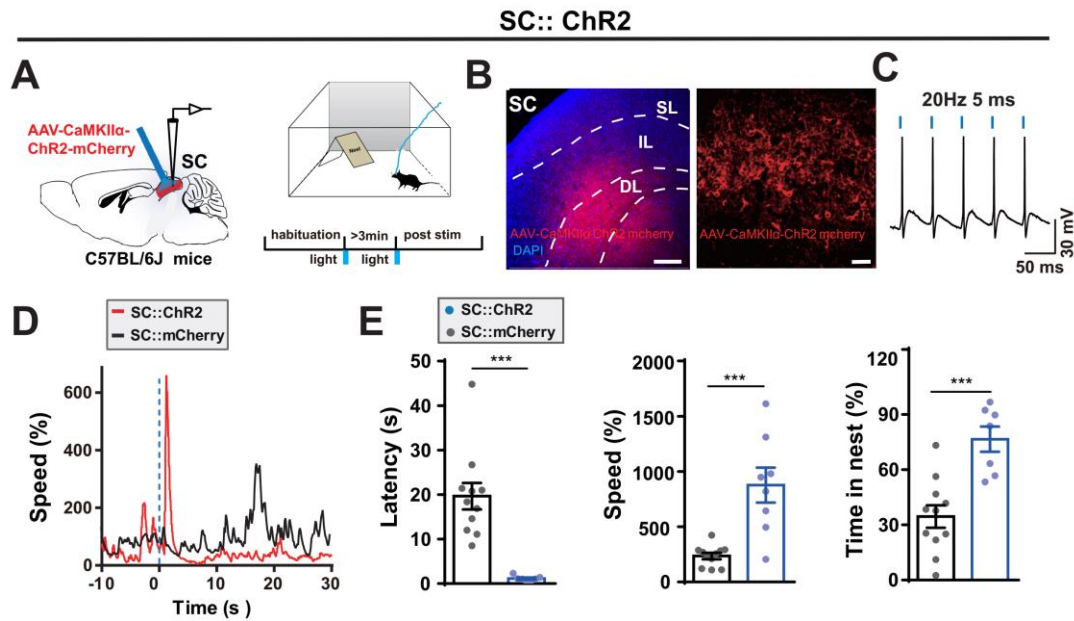 SC:: ChR2
A
AAV-CaMKIIα-
ChR2-mCherry
SC
C57BL/6J mice
Nest
habituation >3min post stim
light light
B
SC
SL
IL
DL
AAV-CaMKIIα-ChR2 mcherry
DAPI
AAV-CaMKIIα-ChR2 mcherry
C
20Hz 5 ms
30 mV
50 ms
D
SC::ChR2
SC::mCherry
Speed (%)
600
400
200
0
-10 0 10 20 30
Time (s )
E
SC::ChR2
SC::mCherry
Latency (s)
50
40
30
20
10
0
***
Speed (%)
2000
1500
1000
500
0
***
Time in nest (%)
120
90
60
30
0
***